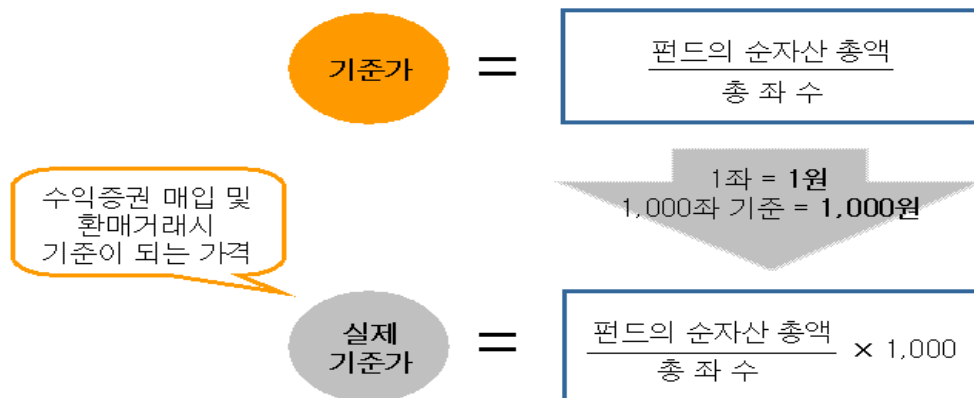 기준가
=
펀드의 순자산 총액
총 좌 수
1좌 = 1원
1,000좌 기준 = 1,000원
수익증권 매입 및
환매거래시
기준이 되는 가격
실제
기준가
=
펀드의 순자산 총액
총 좌 수
× 1,000